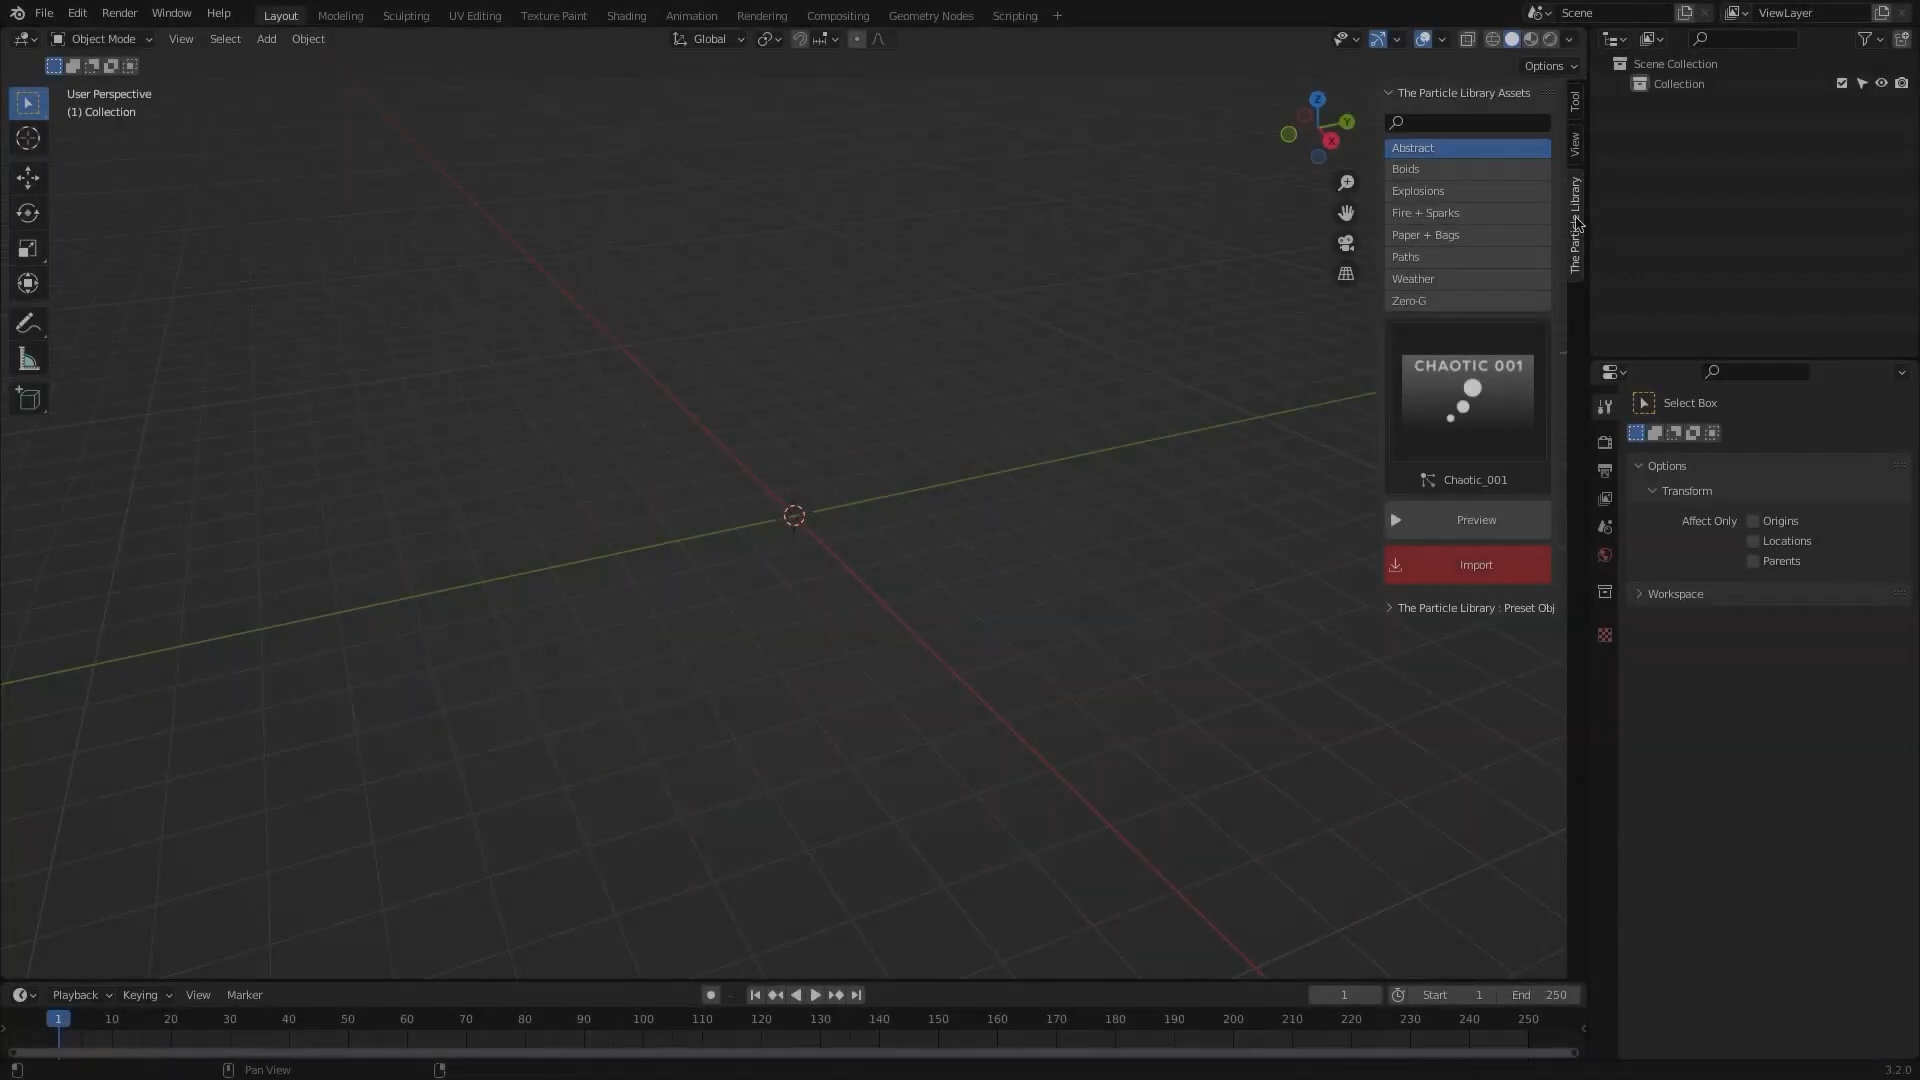 File Edit Render Window Help Layout Modeling Sculpting UV Editing Texture Paint Shading Animation Rendering Compositing Geometry Nodes Scripting + Scene ViewLayer
Object Mode View Select Add Object Global
Options
User Perspective
(1) Collection
Z
Y
X
The Particle Library Assets
Abstract
Boids
Explosions
Fire + Sparks
Paper + Bags
Paths
Weather
Zero-G
CHAOTIC 001
Chaotic_001
Preview
Import
The Particle Library : Preset Obj
Tool
View
The Particle Library
Scene Collection
Collection
Select Box
Options
Transform
Affect Only Origins
Locations
Parents
Workspace
Playback Keying View Marker 1 Start 1 End 250
1 10 20 30 40 50 60 70 80 90 100 110 120 130 140 150 160 170 180 190 200 210 220 230 240 250
Pan View 3.2.0